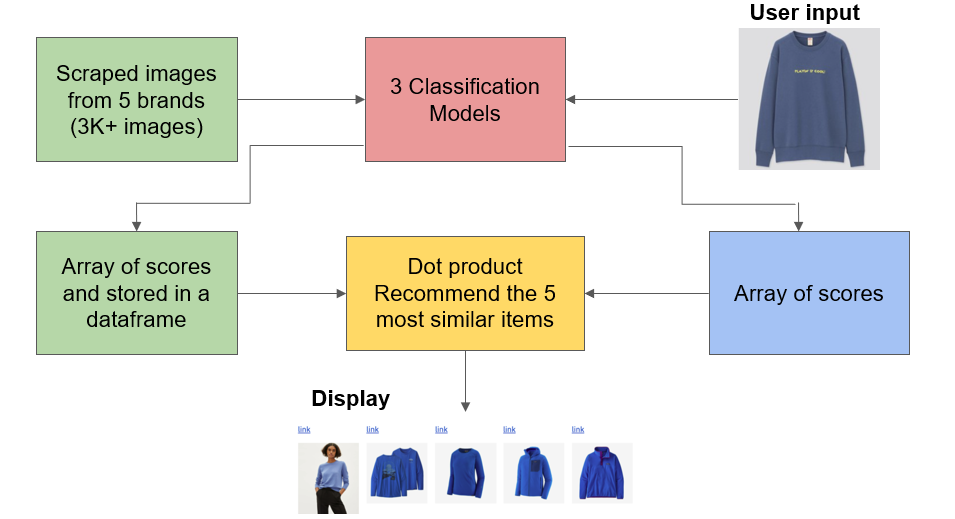 User input
Scraped images
from 5 brands
(3K+ images)
3 Classification
Models
Array of scores
and stored in a
dataframe
Dot product
Recommend the 5
most similar items
Array of scores
Display
link
link
link
link
link